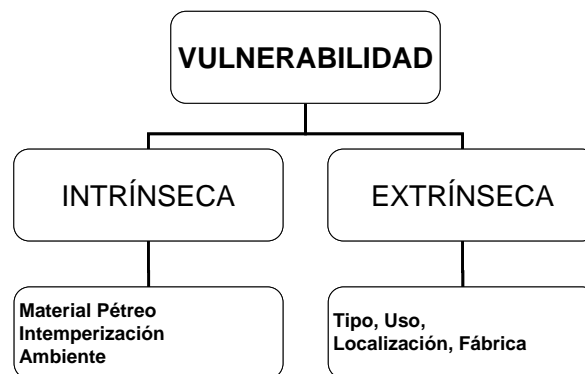 VULNERABILIDAD
INTRÍNSECA
EXTRÍNSECA
Material Pétreo
Intemperización
Ambiente
Tipo, Uso,
Localización, Fábrica